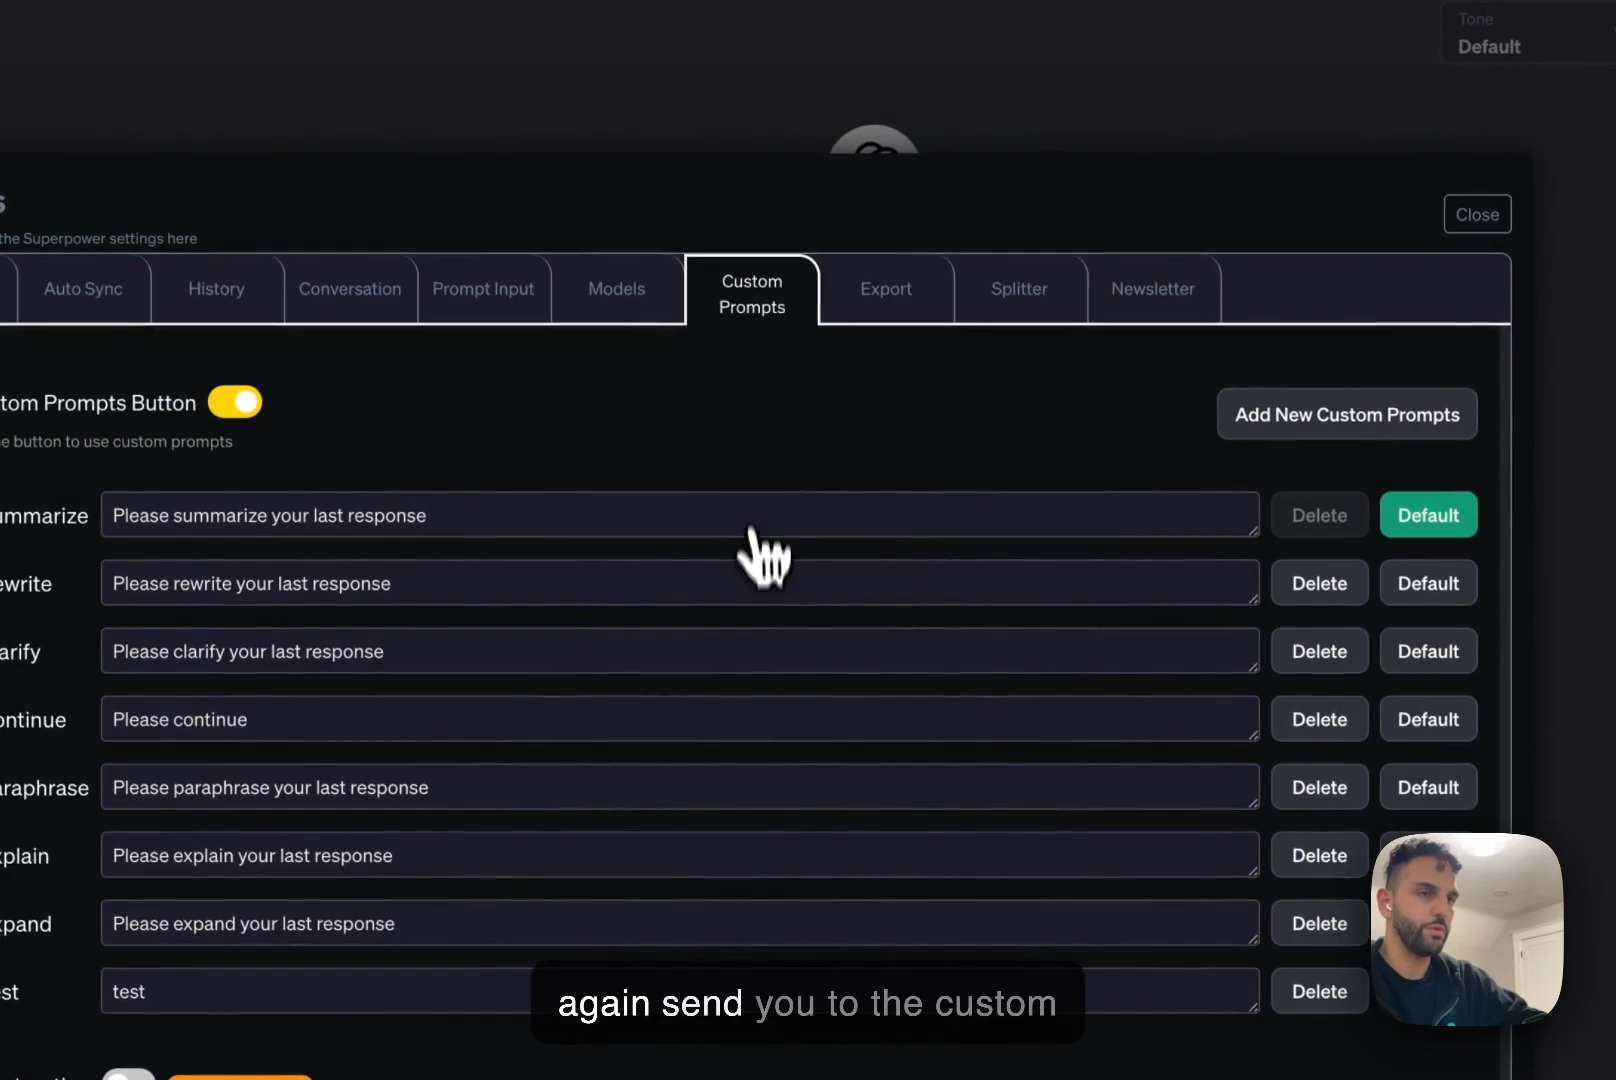 Tone
Default
s
the Superpower settings here
Close
Auto Sync
History
Conversation
Prompt Input
Models
Custom
Prompts
Export
Splitter
Newsletter
tom Prompts Button
Add New Custom Prompts
e button to use custom prompts
ummarize Please summarize your last response Delete Default
ewrite Please rewrite your last response Delete Default
arify Please clarify your last response Delete Default
ontinue Please continue Delete Default
araphrase Please paraphrase your last response Delete Default
xplain Please explain your last response Delete
xpand Please expand your last response Delete
est test Delete
again send you to the custom